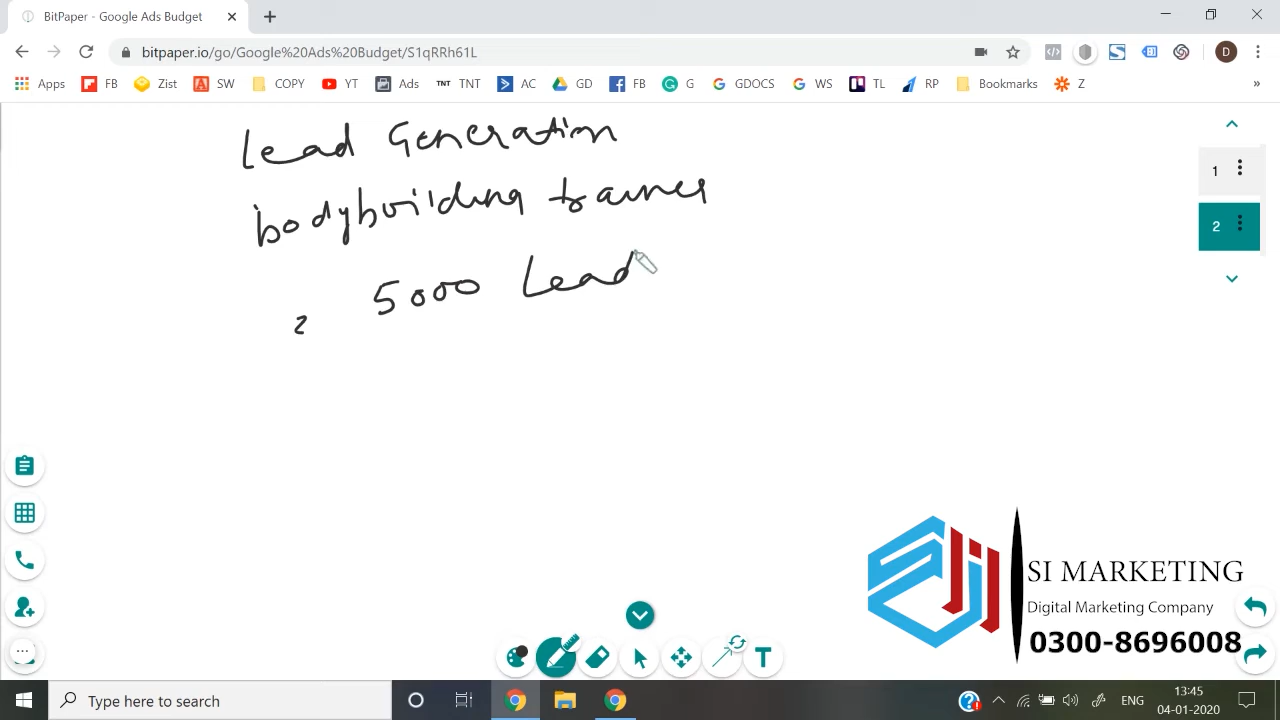 BitPaper - Google Ads Budget
bitpaper.io/go/Google%20Ads%20Budget/S1qRRh61L
D
Apps FB Zist SW COPY YT Ads TNT TNT AC GD FB G GDOCS WS TL RP Bookmarks Z »
Lead Generation
bodybuilding trainer
5000 Lead
2
1
2
SI MARKETING
Digital Marketing Company
0300-8696008
T
Type here to search
ENG
13:45
04-01-2020